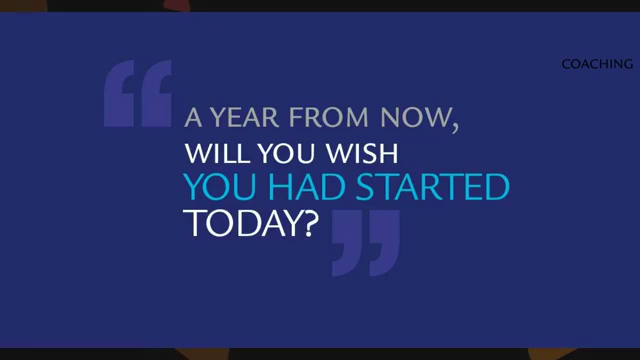 COACHING
A YEAR FROM NOW,
WILL YOU WISH
YOU HAD STARTED
TODAY?